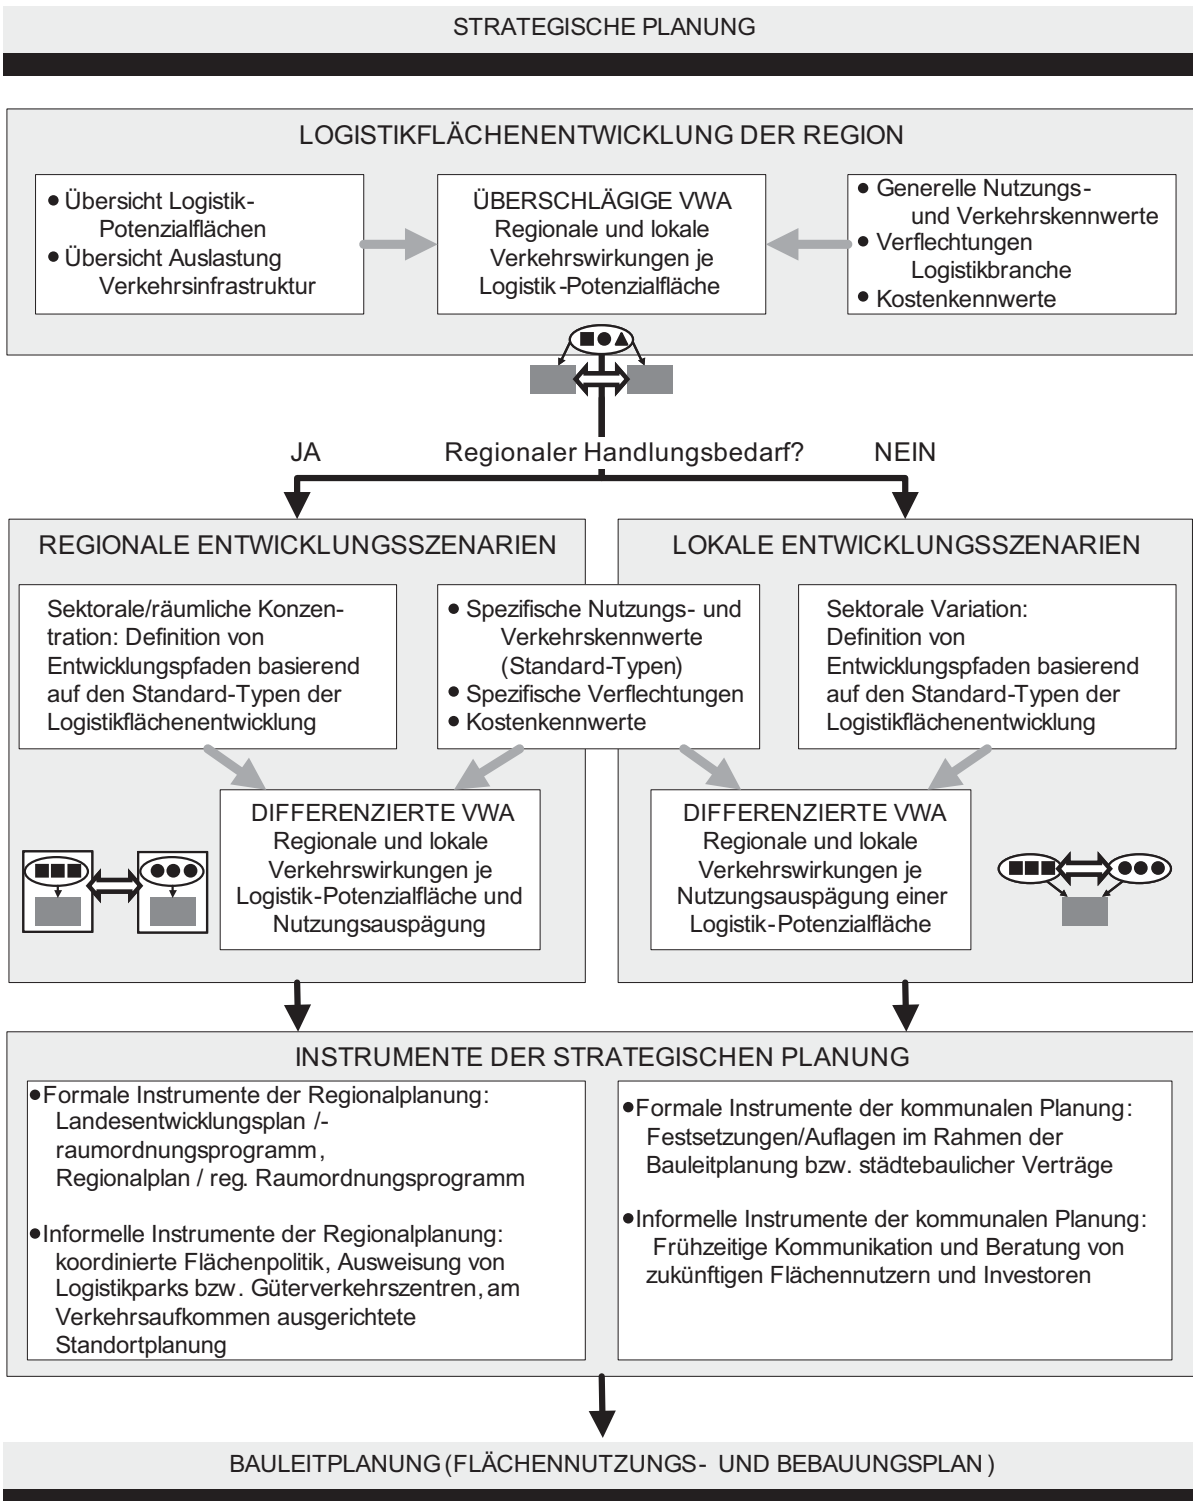 STRATEGISCHE PLANUNG
LOGISTIKFLÄCHENENTWICKLUNG DER REGION
● Übersicht Logistik-
Potenzialflächen
● Übersicht Auslastung
Verkehrsinfrastruktur
ÜBERSCHLÄGIGE VWA
Regionale und lokale
Verkehrswirkungen je
Logistik-Potenzialfläche
● Generelle Nutzungs-
und Verkehrskennwerte
● Verflechtungen
Logistikbranche
● Kostenkennwerte
JA Regionaler Handlungsbedarf? NEIN
REGIONALE ENTWICKLUNGSSZENARIEN
Sektorale/räumliche Konzen-
tration: Definition von
Entwicklungspfaden basierend
auf den Standard-Typen der
Logistikflächenentwicklung
● Spezifische Nutzungs- und
Verkehrskennwerte
(Standard-Typen)
● Spezifische Verflechtungen
● Kostenkennwerte
LOKALE ENTWICKLUNGSSZENARIEN
Sektorale Variation:
Definition von
Entwicklungspfaden basierend
auf den Standard-Typen der
Logistikflächenentwicklung
DIFFERENZIERTE VWA
Regionale und lokale
Verkehrswirkungen je
Logistik-Potenzialfläche und
Nutzungsauspägung
DIFFERENZIERTE VWA
Regionale und lokale
Verkehrswirkungen je
Nutzungsauspägung einer
Logistik-Potenzialfläche
INSTRUMENTE DER STRATEGISCHEN PLANUNG
● Formale Instrumente der Regionalplanung:
Landesentwicklungsplan /-
raumordnungsprogramm,
Regionalplan / reg. Raumordnungsprogramm
● Informelle Instrumente der Regionalplanung:
koordinierte Flächenpolitik, Ausweisung von
Logistikparks bzw. Güterverkehrszentren, am
Verkehrsaufkommen ausgerichtete
Standortplanung
● Formale Instrumente der kommunalen Planung:
Festsetzungen/Auflagen im Rahmen der
Bauleitplanung bzw. städtebaulicher Verträge
● Informelle Instrumente der kommunalen Planung:
Frühzeitige Kommunikation und Beratung von
zukünftigen Flächennutzern und Investoren
BAULEITPLANUNG (FLÄCHENNUTZUNGS- UND BEBAUUNGSPLAN)